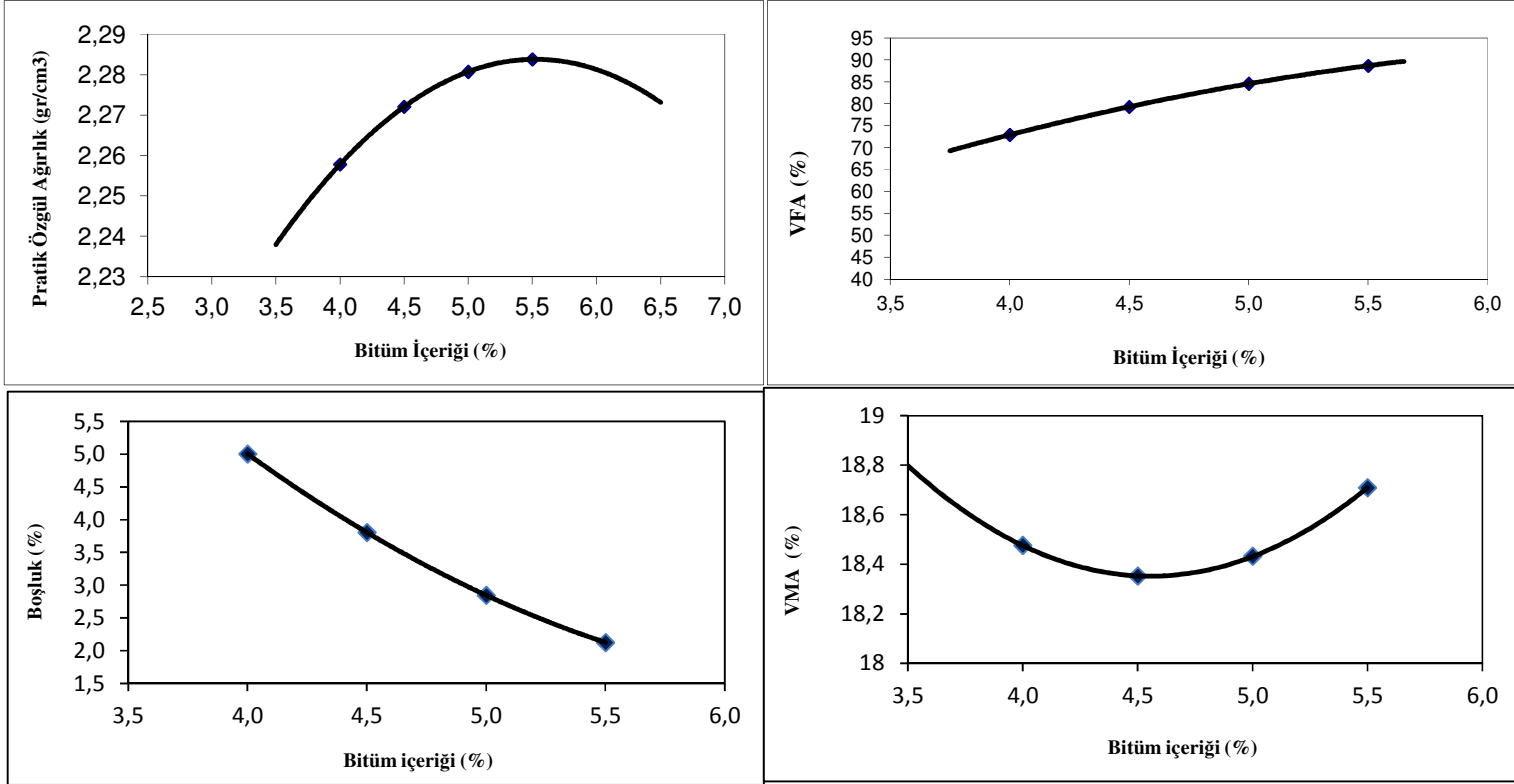 Pratik Özgül Ağırlık (gr/cm3)
2,29
2,28
2,27
2,26
2,25
2,24
2,23
2,5 3,0 3,5 4,0 4,5 5,0 5,5 6,0 6,5 7,0
Bitüm İçeriği (%)
VFA (%)
95
90
85
80
75
70
65
60
55
50
45
40
3,5 4,0 4,5 5,0 5,5 6,0
Bitüm İçeriği (%)
Boşluk (%)
5,5
5,0
4,5
4,0
3,5
3,0
2,5
2,0
1,5
3,5 4,0 4,5 5,0 5,5 6,0
Bitüm içeriği (%)
VMA (%)
19
18,8
18,6
18,4
18,2
18
3,5 4,0 4,5 5,0 5,5 6,0
Bitüm içeriği (%)